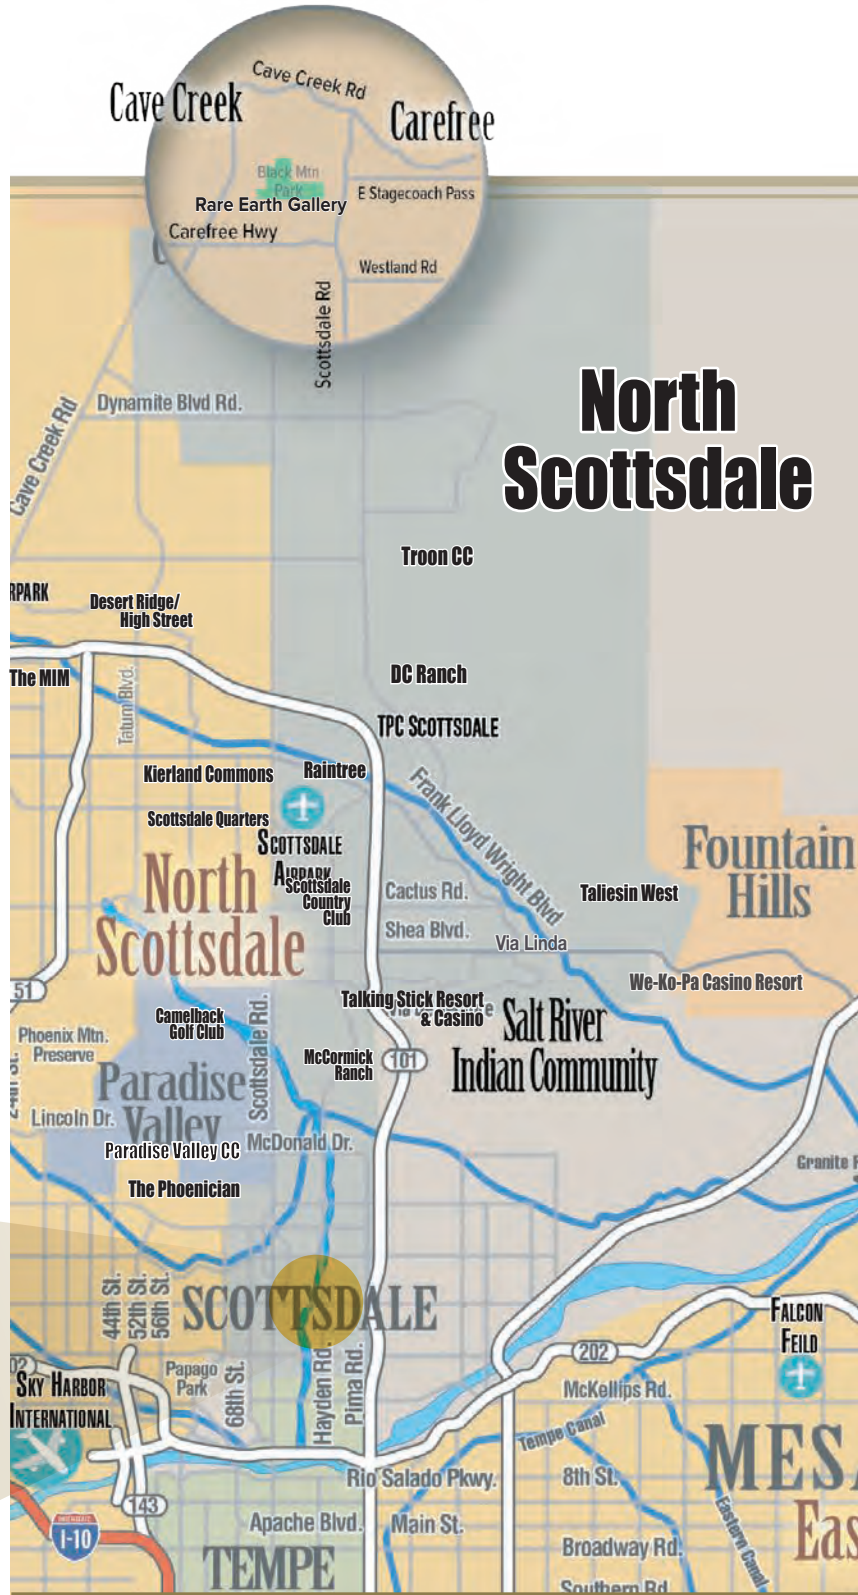 Cave Creek Rd
Cave Creek
Carefree
Black Mtn
Park
E Stagecoach Pass
Rare Earth Gallery
Carefree Hwy
Westland Rd
Scottsdale Rd
North
Scottsdale
Dynamite Blvd Rd.
Cave Creek Rd
Troon CC
RPARK
Desert Ridge/
High Street
The MIM
DC Ranch
Tatum Blvd.
TPC SCOTTSDALE
Kierland Commons
Raintree
Frank Lloyd Wright Blvd
Scottsdale Quarters
SCOTTSDALE
AIRPARK
Scottsdale
Country
Club
Fountain
Hills
North
Scottsdale
Cactus Rd.
Taliesin West
Shea Blvd.
Via Linda
We-Ko-Pa Casino Resort
51
Talking Stick Resort
& Casino
Camelback
Golf Club
Scottsdale Rd.
Salt River
Indian Community
Phoenix Mtn.
Preserve
McCormick
Ranch
101
24th St.
Paradise
Valley
Lincoln Dr.
McDonald Dr.
Paradise Valley CC
Granite
The Phoenician
44th St.
52th St.
56th St.
SCOTTSDALE
FALCON
FEILD
202
02
Papago
Park
68th St.
Hayden Rd.
Pima Rd.
SKY HARBOR
INTERNATIONAL
McKellips Rd.
Tempe Canal
MESA
Rio Salado Pkwy.
8th St.
143
Eastern Canal
Apache Blvd.
Main St.
INTERSTATE
I-10
Broadway Rd.
Eas
TEMPE
Southern Rd